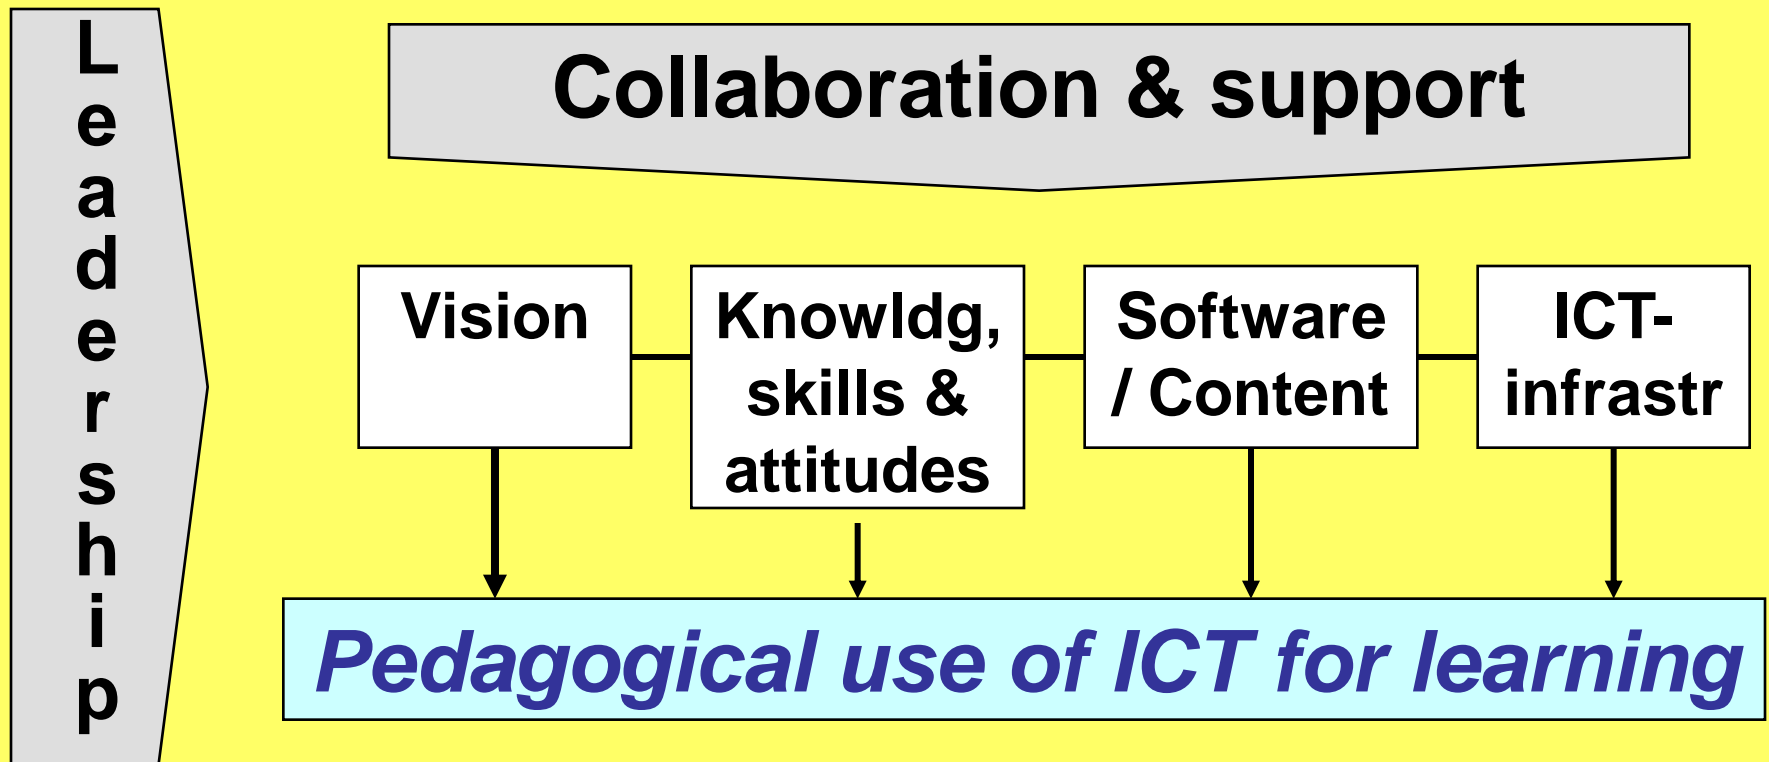 Leadership
Collaboration & support
Vision
Knowldg,
skills &
attitudes
Software
/ Content
ICT-
infrastr
Pedagogical use of ICT for learning